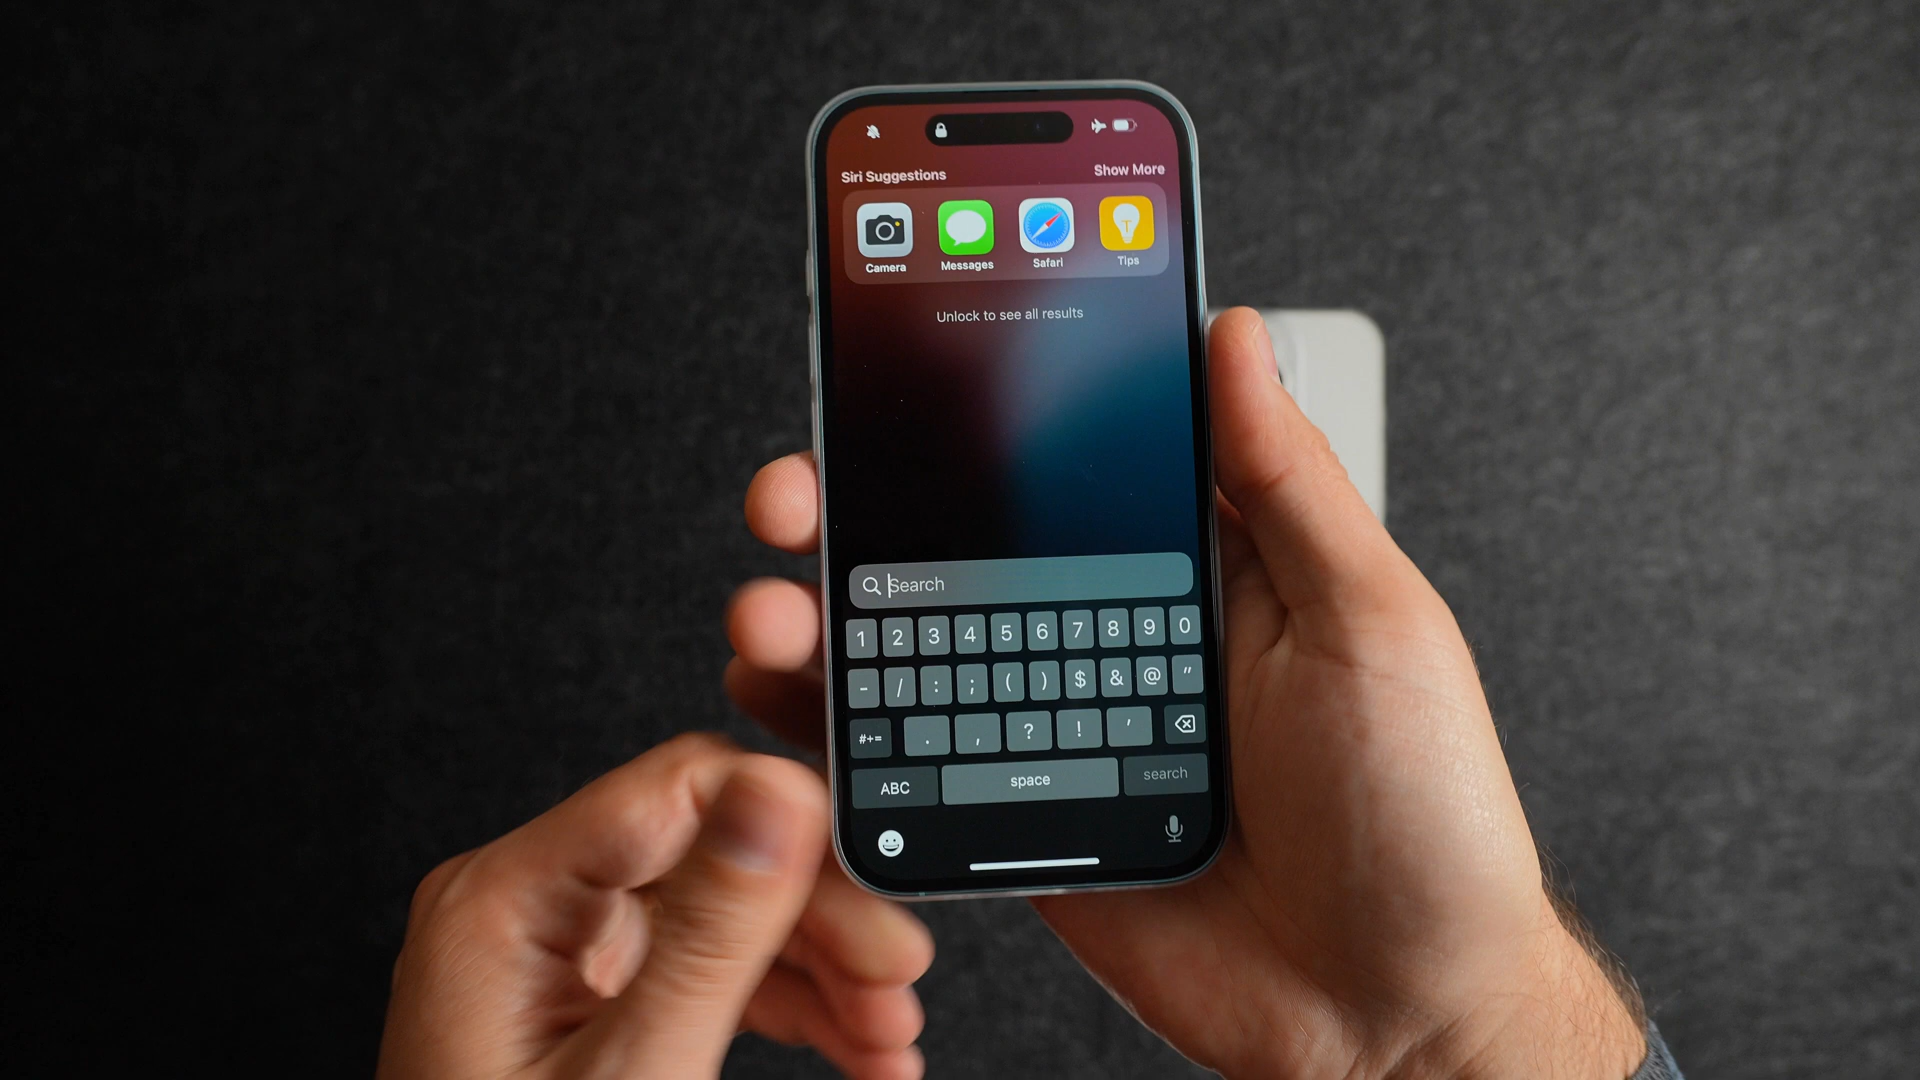 Siri Suggestions Show More
Camera Messages Safari Tips
Unlock to see all results
Search
1 2 3 4 5 6 7 8 9 0
- / : ; ( ) $ & @ "
#+= . , ? ! '
ABC space search